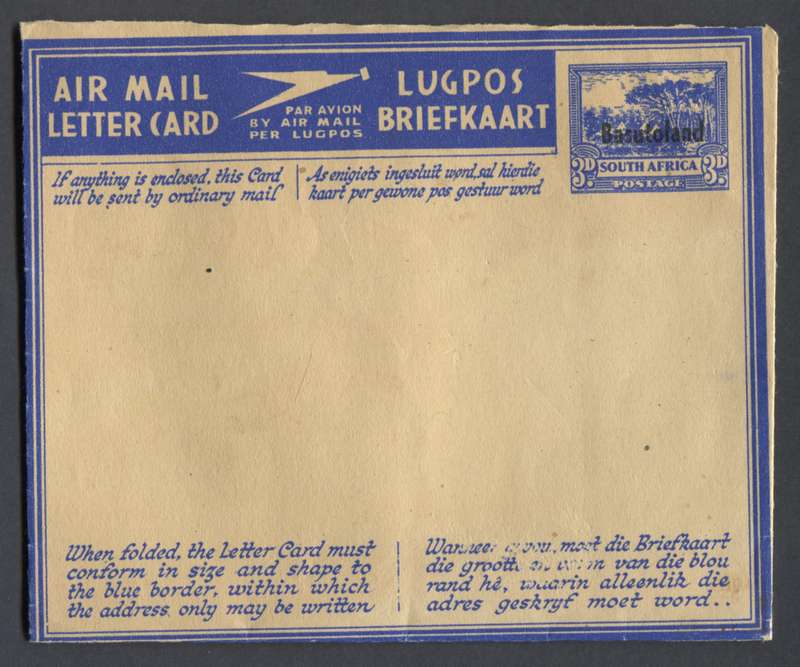 AIR MAIL
LETTER CARD
PAR AVION
BY AIR MAIL
PER LUGPOS
LUGPOS
BRIEFKAART
Basutoland
3D SOUTH AFRICA 3D
POSTAGE
If anything is enclosed, this Card
will be sent by ordinary mail
As enigiets ingesluit word, sal hierdie
kaart per gewone pos gestuur word
When folded, the Letter Card must
conform in size and shape to
the blue border, within which
the address only may be written
Wanneer moet die Briefkaart
die grootte van die blou
rand hê, waarin alleenlik die
adres geskryf moet word..